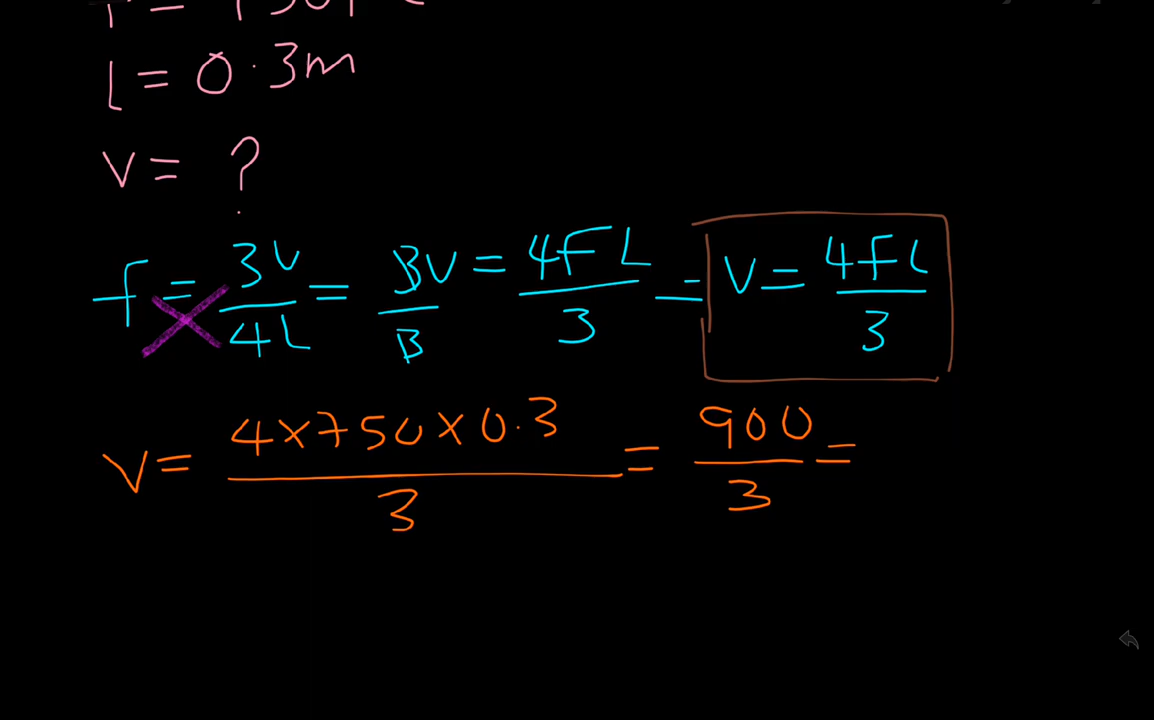 l = 0.3m
v = ?
f = 3v/4L = 3v/3 = 4fL/3 = v = 4fL/3
v = 4×750×0.3/3 = 900/3 =